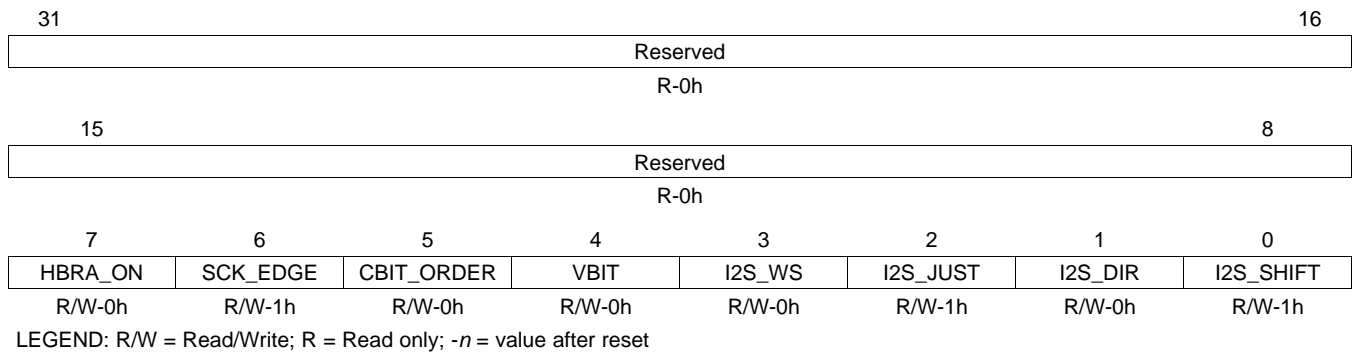 31 16
Reserved
R-0h
15 8
Reserved
R-0h
7 6 5 4 3 2 1 0
HBRA_ON SCK_EDGE CBIT_ORDER VBIT I2S_WS I2S_JUST I2S_DIR I2S_SHIFT
R/W-0h R/W-1h R/W-0h R/W-0h R/W-0h R/W-1h R/W-0h R/W-1h
LEGEND: R/W = Read/Write; R = Read only; -n = value after reset